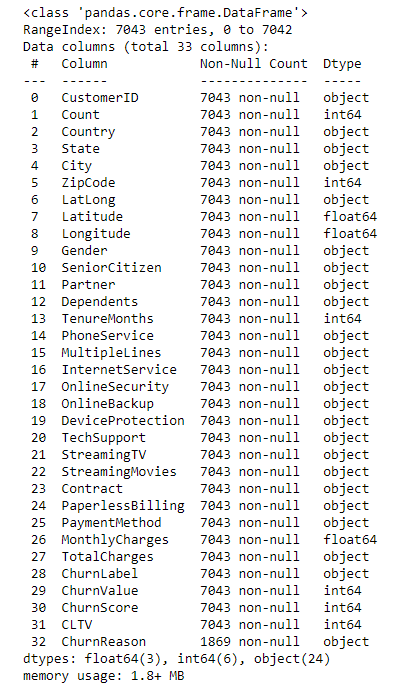 <class 'pandas.core.frame.DataFrame'>
RangeIndex: 7043 entries, 0 to 7042
Data columns (total 33 columns):
 #   Column            Non-Null Count  Dtype
---  ------            --------------  -----
 0   CustomerID        7043 non-null   object
 1   Count             7043 non-null   int64
 2   Country           7043 non-null   object
 3   State             7043 non-null   object
 4   City              7043 non-null   object
 5   ZipCode           7043 non-null   int64
 6   LatLong           7043 non-null   object
 7   Latitude          7043 non-null   float64
 8   Longitude         7043 non-null   float64
 9   Gender            7043 non-null   object
 10  SeniorCitizen     7043 non-null   object
 11  Partner           7043 non-null   object
 12  Dependents        7043 non-null   object
 13  TenureMonths      7043 non-null   int64
 14  PhoneService      7043 non-null   object
 15  MultipleLines     7043 non-null   object
 16  InternetService   7043 non-null   object
 17  OnlineSecurity    7043 non-null   object
 18  OnlineBackup      7043 non-null   object
 19  DeviceProtection  7043 non-null   object
 20  TechSupport       7043 non-null   object
 21  StreamingTV       7043 non-null   object
 22  StreamingMovies   7043 non-null   object
 23  Contract          7043 non-null   object
 24  PaperlessBilling  7043 non-null   object
 25  PaymentMethod     7043 non-null   object
 26  MonthlyCharges    7043 non-null   float64
 27  TotalCharges      7043 non-null   object
 28  ChurnLabel        7043 non-null   object
 29  ChurnValue        7043 non-null   int64
 30  ChurnScore        7043 non-null   int64
 31  CLTV              7043 non-null   int64
 32  ChurnReason       1869 non-null   object
dtypes: float64(3), int64(6), object(24)
memory usage: 1.8+ MB